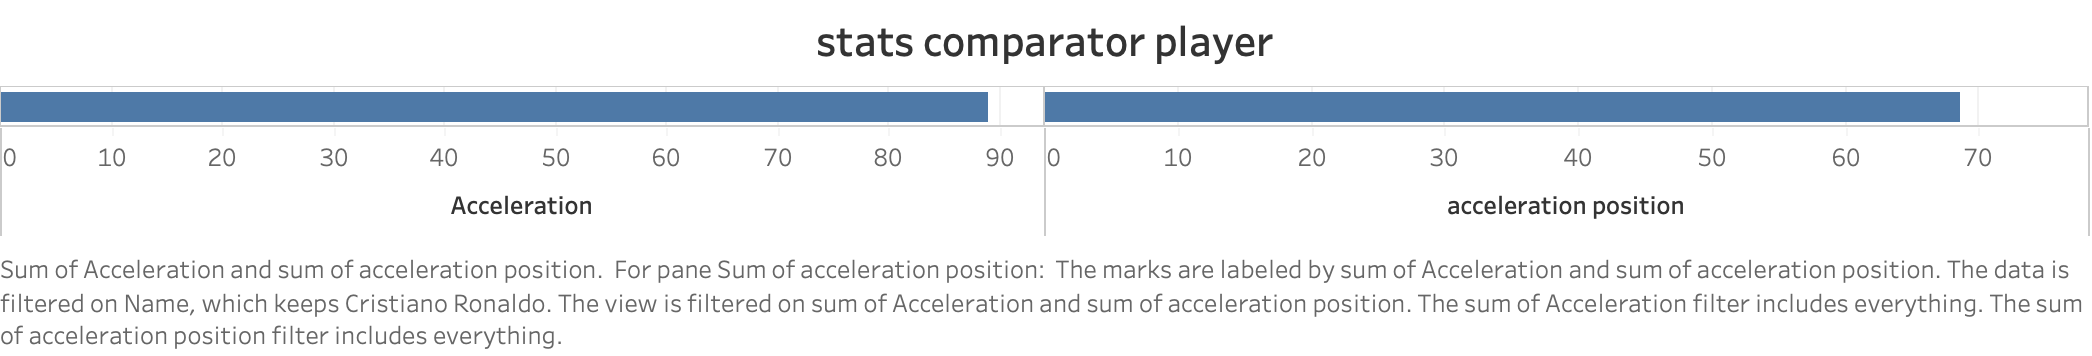 stats comparator player
0 10 20 30 40 50 60 70 80 90 0 10 20 30 40 50 60 70
Acceleration acceleration position
Sum of Acceleration and sum of acceleration position.  For pane Sum of acceleration position:  The marks are labeled by sum of Acceleration and sum of acceleration position. The data is
filtered on Name, which keeps Cristiano Ronaldo. The view is filtered on sum of Acceleration and sum of acceleration position. The sum of Acceleration filter includes everything. The sum
of acceleration position filter includes everything.